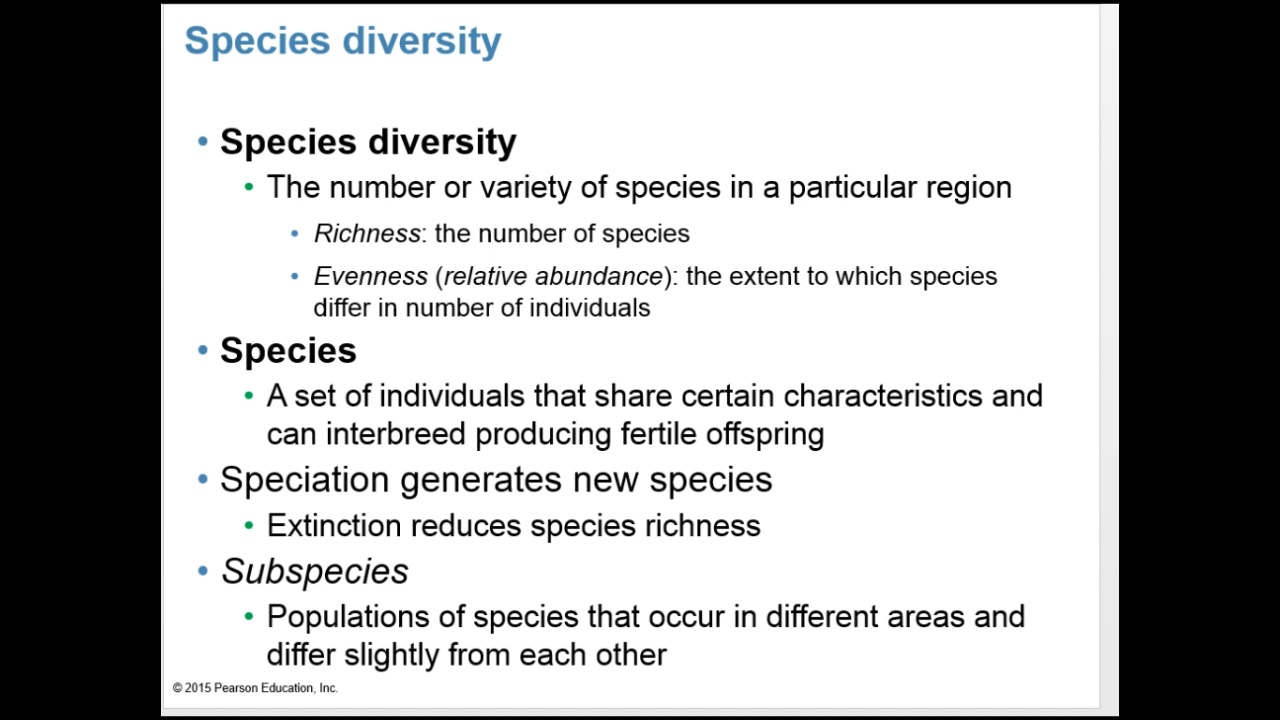 Species diversity
• Species diversity
• The number or variety of species in a particular region
• Richness: the number of species
• Evenness (relative abundance): the extent to which species
differ in number of individuals
• Species
• A set of individuals that share certain characteristics and
can interbreed producing fertile offspring
• Speciation generates new species
• Extinction reduces species richness
• Subspecies
• Populations of species that occur in different areas and
differ slightly from each other
© 2015 Pearson Education, Inc.